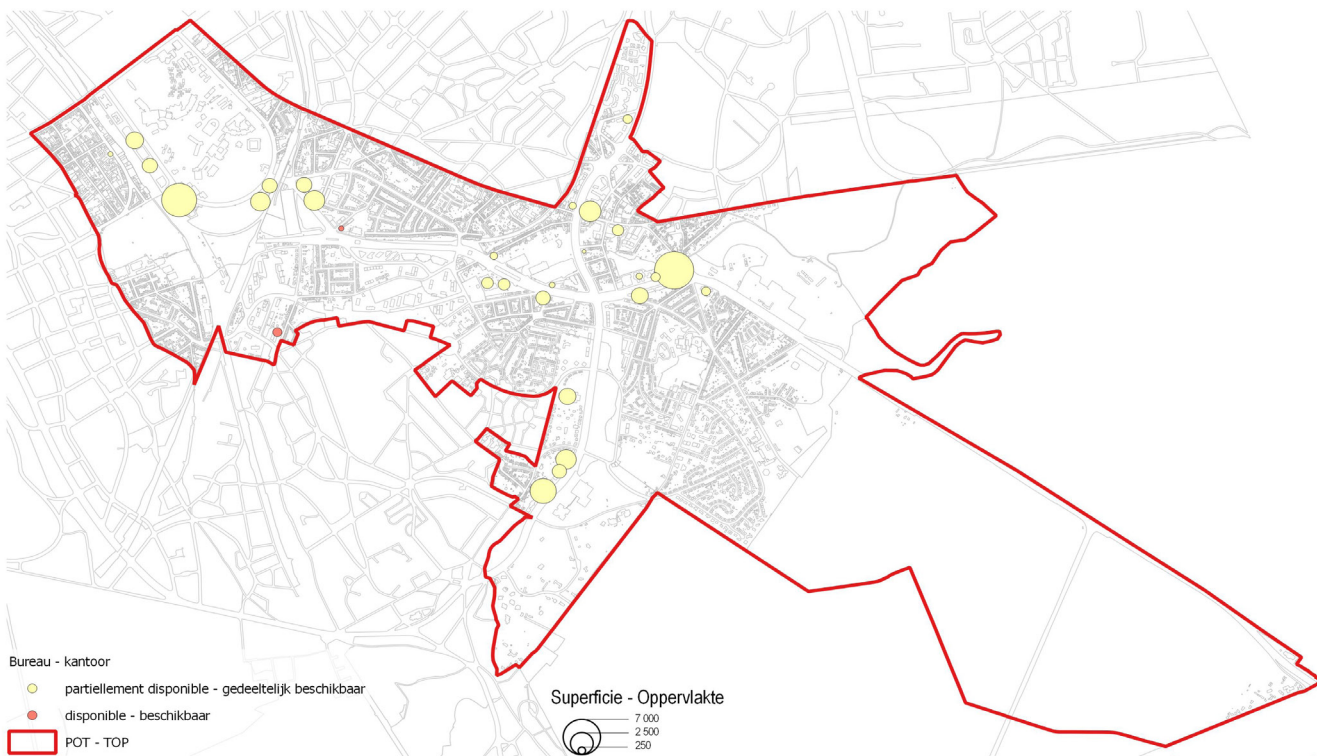 Bureau - kantoor
partiellement disponible - gedeeltelijk beschikbaar
disponible - beschikbaar
POT - TOP
Superficie - Oppervlakte
7 000
2 500
250